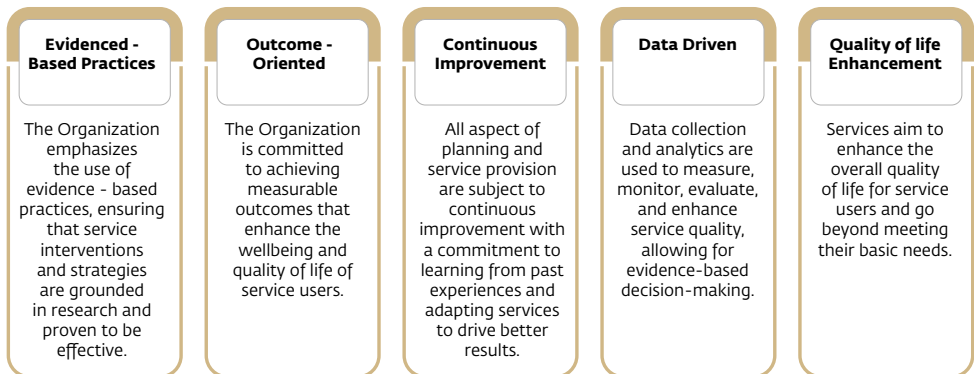 Evidenced -
Based Practices
The Organization
emphasizes
the use of
evidence - based
practices, ensuring
that service
interventions
and strategies
are grounded
in research and
proven to be
effective.
Outcome -
Oriented
The Organization
is committed
to achieving
measurable
outcomes that
enhance the
wellbeing and
quality of life of
service users.
Continuous
Improvement
All aspect of
planning and
service provision
are subject to
continuous
improvement with
a commitment to
learning from past
experiences and
adapting services
to drive better
results.
Data Driven
Data collection
and analytics are
used to measure,
monitor, evaluate,
and enhance
service quality,
allowing for
evidence-based
decision-making.
Quality of life
Enhancement
Services aim to
enhance the
overall quality
of life for service
users and go
beyond meeting
their basic needs.